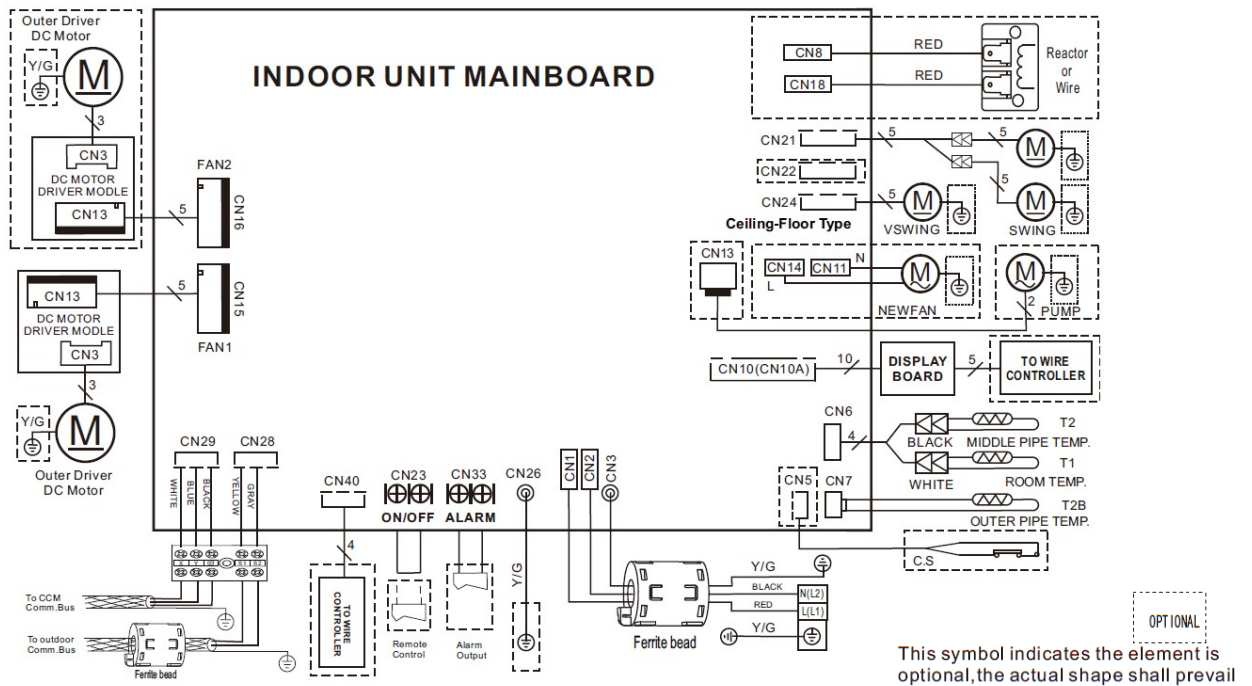 Outer Driver
DC Motor
Y/G
M
3
CN3
DC MOTOR
DRIVER MODLE
CN13
5
FAN2
CN16
INDOOR UNIT MAINBOARD
CN8
RED
CN18
RED
Reactor
or
Wire
CN21
5
5
M
CN22
5
CN24
5
M
M
Ceiling-Floor Type
VSWING
SWING
CN13
CN14
CN11
N
L
M
NEWFAN
M
2
PUMP
CN13
5
CN15
DC MOTOR
DRIVER MODLE
CN3
FAN1
3
Y/G
M
Outer Driver
DC Motor
CN10(CN10A)
10
DISPLAY
BOARD
5
TO WIRE
CONTROLLER
CN6
4
BLACK
T2
MIDDLE PIPE TEMP.
WHITE
T1
ROOM TEMP.
CN5
CN7
T2B
OUTER PIPE TEMP.
C.S
CN29
CN28
WHITE
BLUE
BLACK
YELLOW
GRAY
X
Y
B1
B2
To CCM
Comm.Bus
To outdoor
Comm.Bus
Ferrite bead
CN40
4
TO WIRE
CONTROLLER
CN23
ON/OFF
Remote
Control
CN33
ALARM
Alarm
Output
CN26
Y/G
CN1
CN2
CN3
Ferrite bead
Y/G
BLACK
N(L2)
RED
L(L1)
Y/G
OPTIONAL
This symbol indicates the element is
optional,the actual shape shall prevail